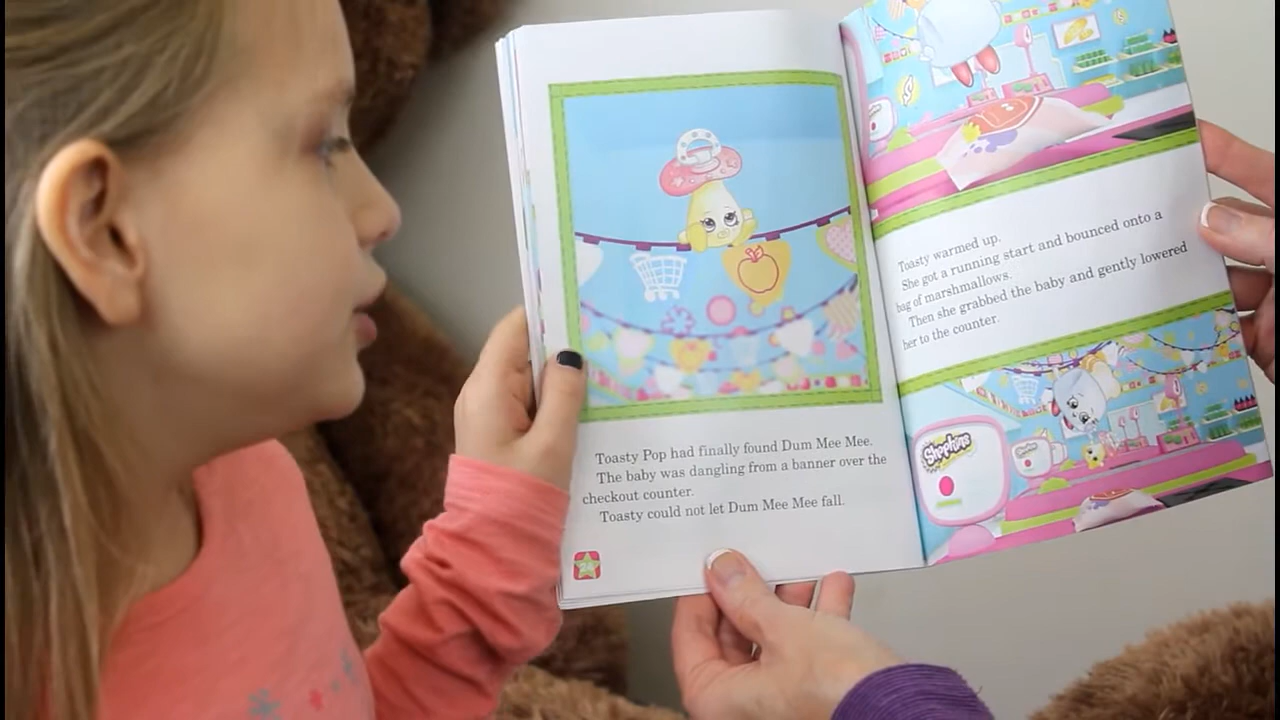 Toasty Pop had finally found Dum Mee Mee.
The baby was dangling from a banner over the
checkout counter.
Toasty could not let Dum Mee Mee fall.
24
Toasty warmed up.
She got a running start and bounced onto a
bag of marshmallows.
Then she grabbed the baby and gently lowered
her to the counter.
Shopkins